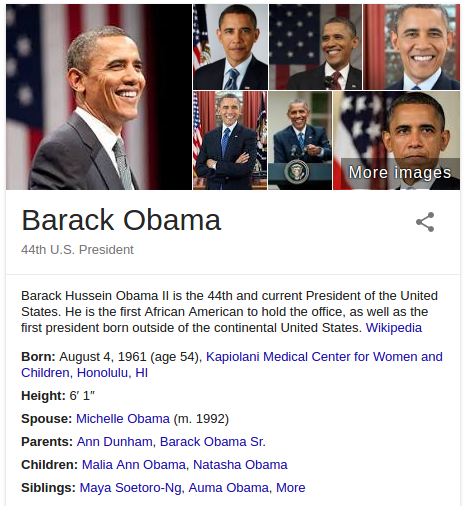 More images
Barack Obama
44th U.S. President
Barack Hussein Obama II is the 44th and current President of the United
States. He is the first African American to hold the office, as well as the
first president born outside of the continental United States. Wikipedia
Born: August 4, 1961 (age 54), Kapiolani Medical Center for Women and
Children, Honolulu, HI
Height: 6′ 1″
Spouse: Michelle Obama (m. 1992)
Parents: Ann Dunham, Barack Obama Sr.
Children: Malia Ann Obama, Natasha Obama
Siblings: Maya Soetoro-Ng, Auma Obama, More